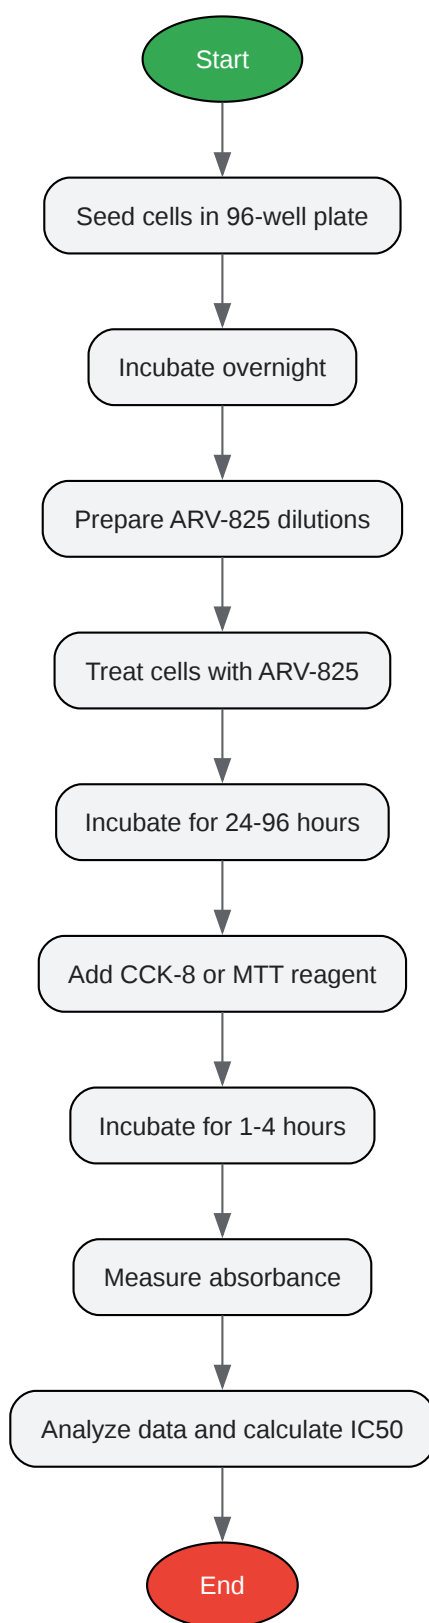 Start
Seed cells in 96-well plate
Incubate overnight
Prepare ARV-825 dilutions
Treat cells with ARV-825
Incubate for 24-96 hours
Add CCK-8 or MTT reagent
Incubate for 1-4 hours
Measure absorbance
Analyze data and calculate IC50
End